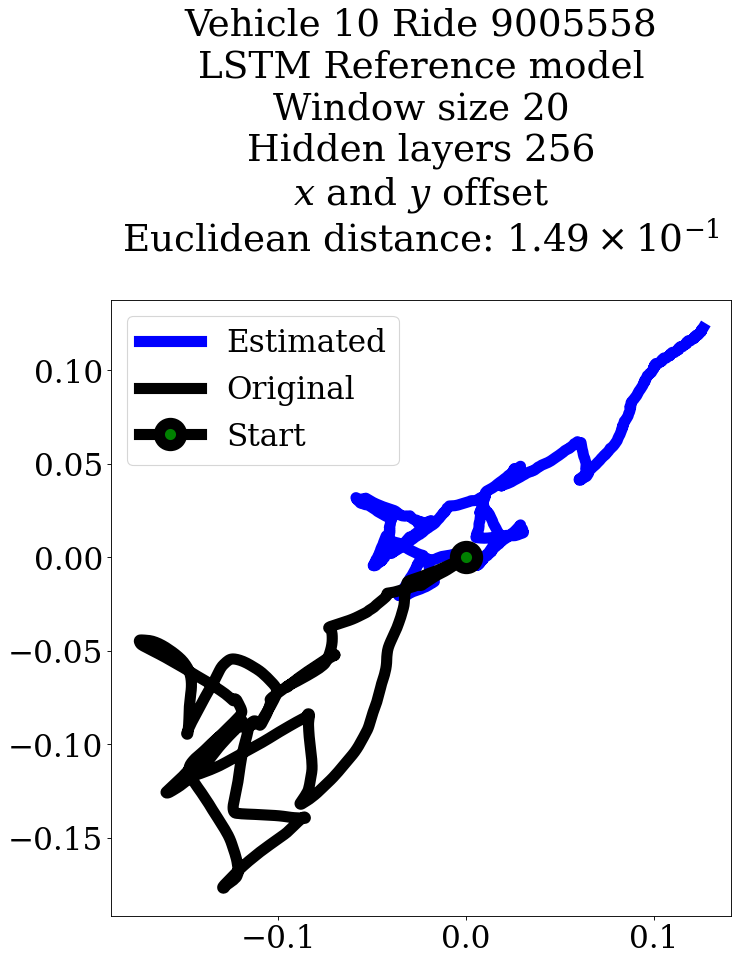 Vehicle 10 Ride 9005558
LSTM Reference model
Window size 20
Hidden layers 256
x and y offset
Euclidean distance: 1.49 × 10⁻¹
Estimated
Original
Start
0.10
0.05
0.00
−0.05
−0.10
−0.15
−0.1
0.0
0.1